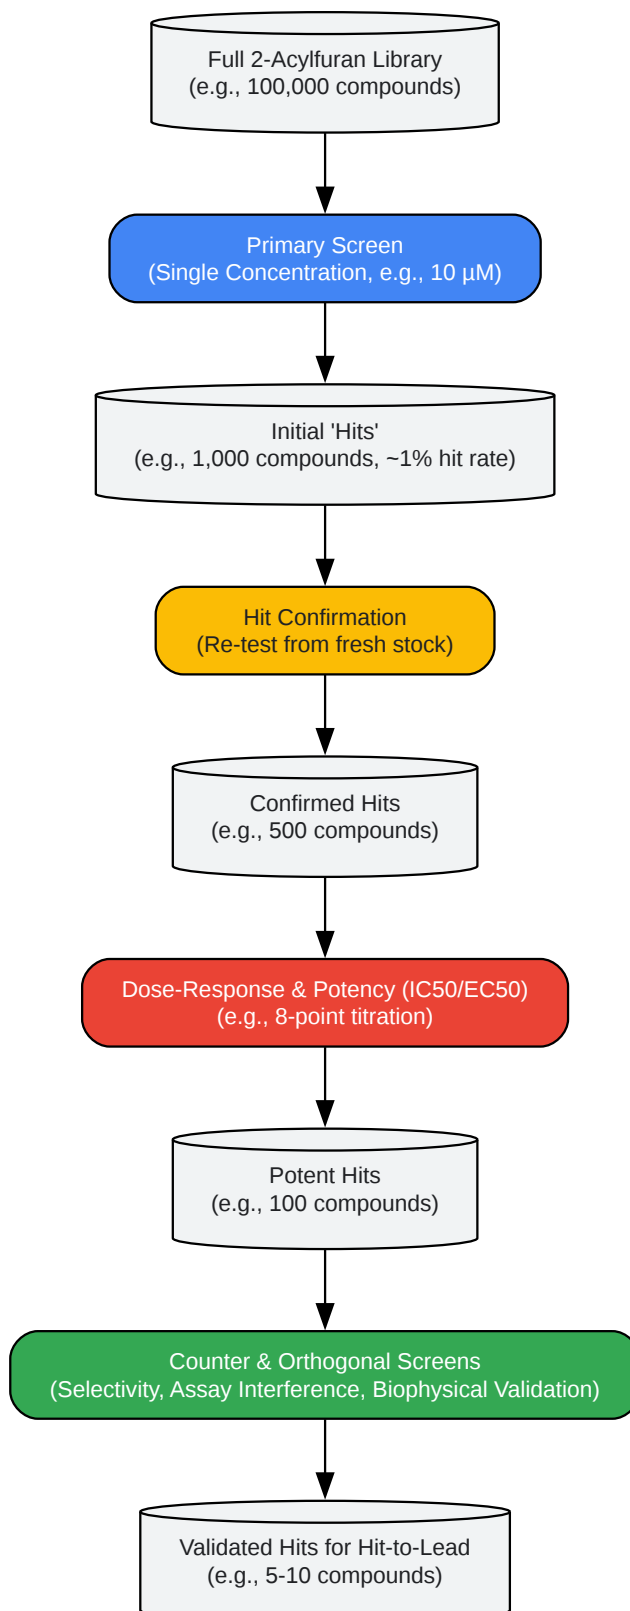 Full 2-Acylfuran Library
(e.g., 100,000 compounds)
Primary Screen
(Single Concentration, e.g., 10 µM)
Initial 'Hits'
(e.g., 1,000 compounds, ~1% hit rate)
Hit Confirmation
(Re-test from fresh stock)
Confirmed Hits
(e.g., 500 compounds)
Dose-Response & Potency (IC50/EC50)
(e.g., 8-point titration)
Potent Hits
(e.g., 100 compounds)
Counter & Orthogonal Screens
(Selectivity, Assay Interference, Biophysical Validation)
Validated Hits for Hit-to-Lead
(e.g., 5-10 compounds)